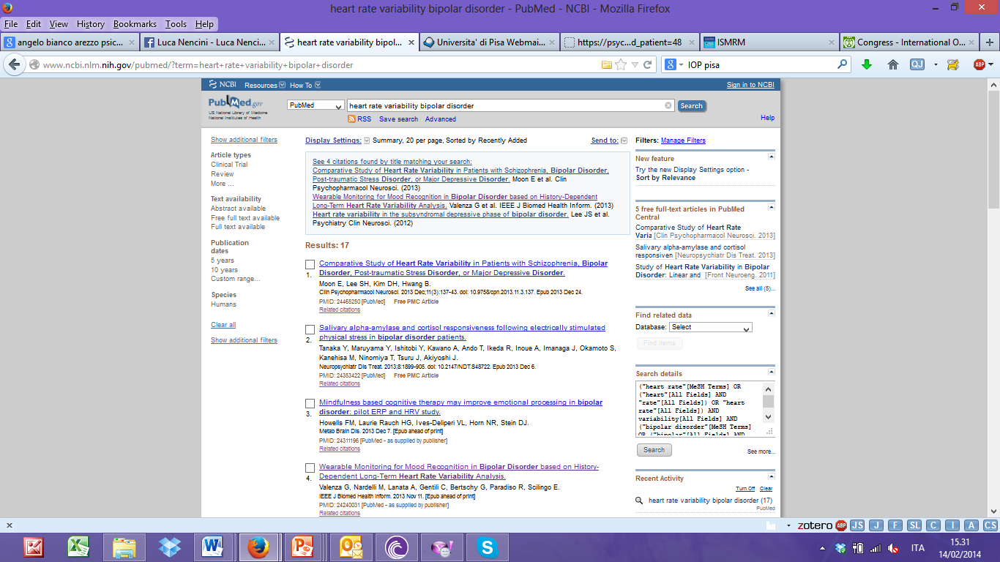 heart rate variability bipolar disorder - PubMed - NCBI - Mozilla Firefox
File Edit View History Bookmarks Tools Help
angelo bianco arezzo psic...
Luca Nencini - Luca Nenci...
heart rate variability bipol...
Universita' di Pisa Webmai...
https://psyc...d_patient=48
ISMRM
Congress - International O...
www.ncbi.nlm.nih.gov/pubmed/?term=heart+rate+variability+bipolar+disorder
IOP pisa
QJ
ABP
NCBI Resources How To
Sign in to NCBI
PubMed.gov
US National Library of Medicine
National Institutes of Health
PubMed
heart rate variability bipolar disorder
Search
RSS Save search Advanced
Help
Show additional filters
Article types
Clinical Trial
Review
More ...
Text availability
Abstract available
Free full text available
Full text available
Publication
dates
5 years
10 years
Custom range...
Species
Humans
Clear all
Show additional filters
Display Settings: Summary, 20 per page, Sorted by Recently Added
Send to:
See 4 citations found by title matching your search:
Comparative Study of Heart Rate Variability in Patients with Schizophrenia, Bipolar Disorder,
Post-traumatic Stress Disorder, or Major Depressive Disorder. Moon E et al. Clin
Psychopharmacol Neurosci. (2013)
Wearable Monitoring for Mood Recognition in Bipolar Disorder based on History-Dependent
Long-Term Heart Rate Variability Analysis. Valenza G et al. IEEE J Biomed Health Inform. (2013)
Heart rate variability in the subsyndromal depressive phase of bipolar disorder. Lee JS et al.
Psychiatry Clin Neurosci. (2012)
Results: 17
Comparative Study of Heart Rate Variability in Patients with Schizophrenia, Bipolar
1. Disorder, Post-traumatic Stress Disorder, or Major Depressive Disorder.
Moon E, Lee SH, Kim DH, Hwang B.
Clin Psychopharmacol Neurosci. 2013 Dec;11(3):137-43. doi: 10.9758/cpn.2013.11.3.137. Epub 2013 Dec 24.
PMID: 24465250 [PubMed] Free PMC Article
Related citations
Salivary alpha-amylase and cortisol responsiveness following electrically stimulated
2. physical stress in bipolar disorder patients.
Tanaka Y, Maruyama Y, Ishitobi Y, Kawano A, Ando T, Ikeda R, Inoue A, Imanaga J, Okamoto S,
Kanehisa M, Ninomiya T, Tsuru J, Akiyoshi J.
Neuropsychiatr Dis Treat. 2013;8:1899-905. doi: 10.2147/NDT.S48722. Epub 2013 Dec 6.
PMID: 24353422 [PubMed] Free PMC Article
Related citations
Mindfulness based cognitive therapy may improve emotional processing in bipolar
3. disorder: pilot ERP and HRV study.
Howells FM, Laurie Rauch HG, Ives-Deliperi VL, Horn NR, Stein DJ.
Metab Brain Dis. 2013 Dec 7. [Epub ahead of print]
PMID: 24311196 [PubMed - as supplied by publisher]
Related citations
Wearable Monitoring for Mood Recognition in Bipolar Disorder based on History-
4. Dependent Long-Term Heart Rate Variability Analysis.
Valenza G, Nardelli M, Lanata A, Gentili C, Bertschy G, Paradiso R, Scilingo E.
IEEE J Biomed Health Inform. 2013 Nov 11. [Epub ahead of print]
PMID: 24240031 [PubMed - as supplied by publisher]
Related citations
Filters: Manage Filters
New feature
Try the new Display Settings option -
Sort by Relevance
5 free full-text articles in PubMed
Central
Comparative Study of Heart Rate
Varia [Clin Psychopharmacol Neurosci. 2013]
Salivary alpha-amylase and cortisol
responsiven [Neuropsychiatr Dis Treat. 2013]
Study of Heart Rate Variability in Bipolar
Disorder: Linear and [Front Neuroeng. 2011]
See all (5)...
Find related data
Database: Select
Find items
Search details
("heart rate"[MeSH Terms] OR
("heart"[All Fields] AND
"rate"[All Fields]) OR "heart
rate"[All Fields]) AND
variability[All Fields] AND
("bipolar disorder"[MeSH Terms]
OR ("bipolar"[All Fields] AND
Search
See more...
Recent Activity
Turn Off Clear
heart rate variability bipolar disorder (17)
PubMed
zotero ABP JS J F SL C I A CS
ITA
15.31
14/02/2014